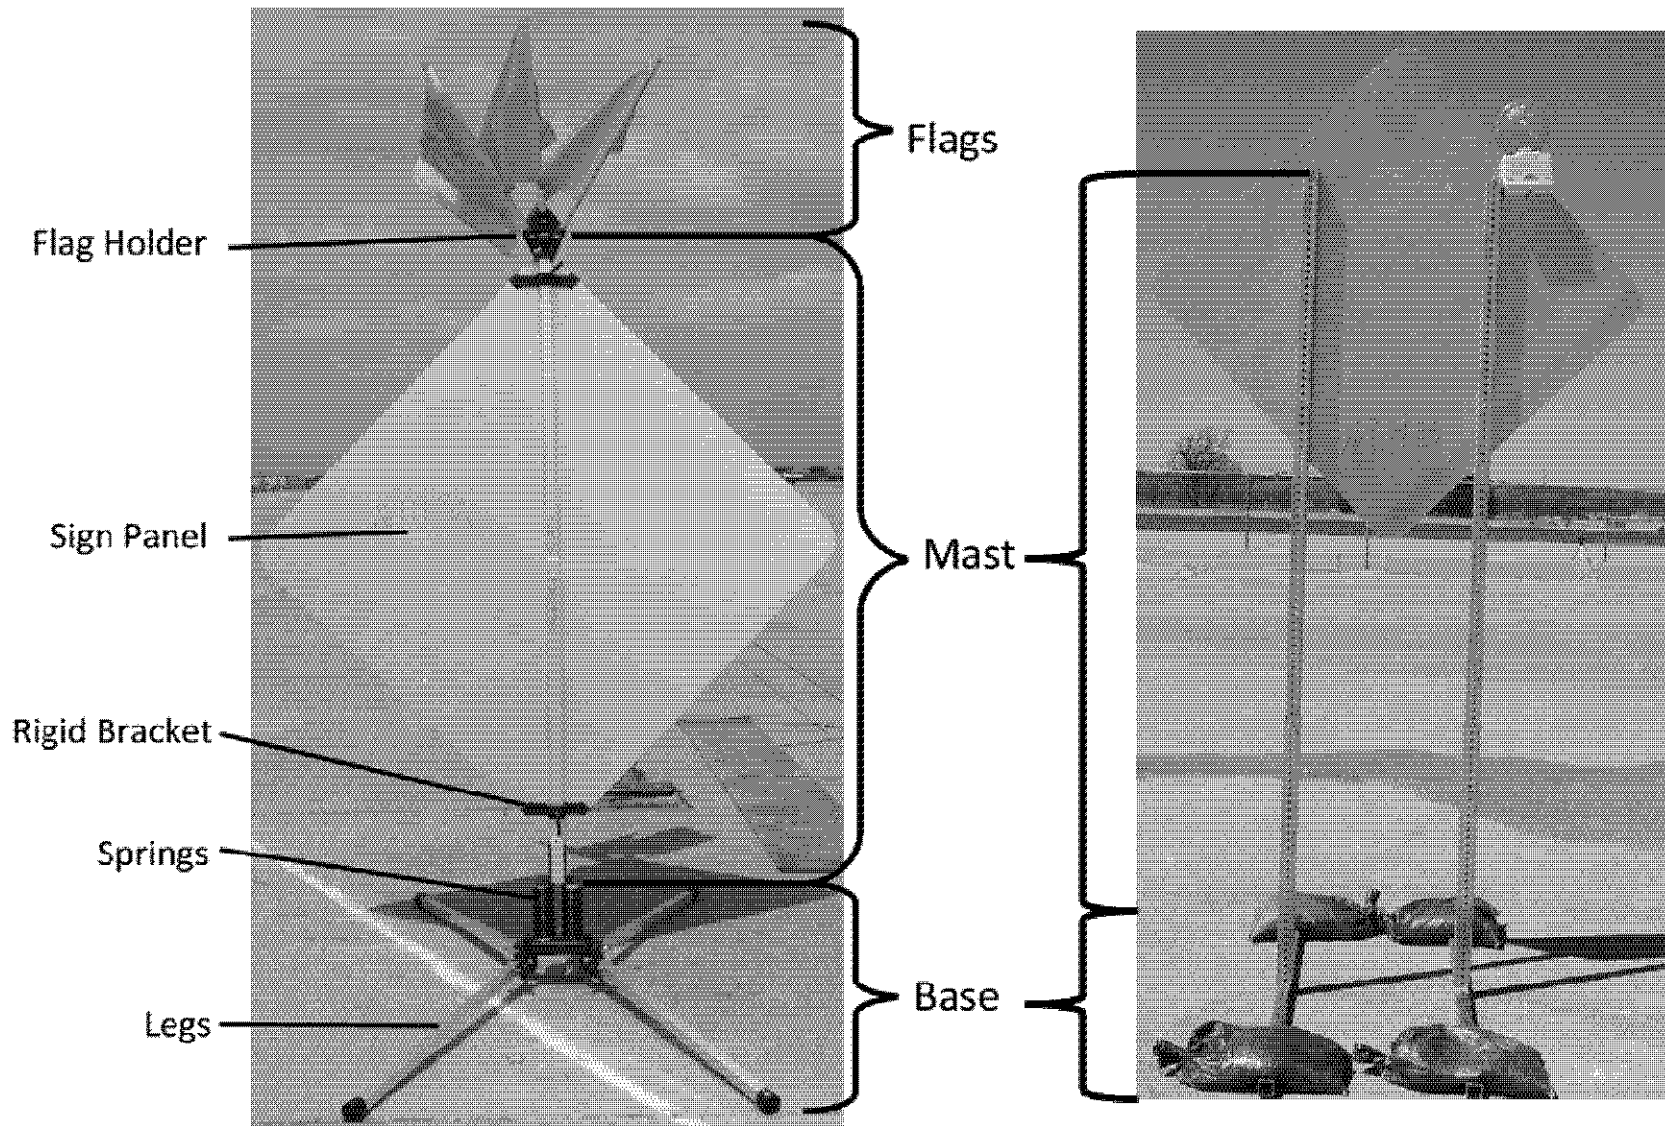 Flags
Flag Holder
Sign Panel
Mast
Rigid Bracket
Springs
Base
Legs